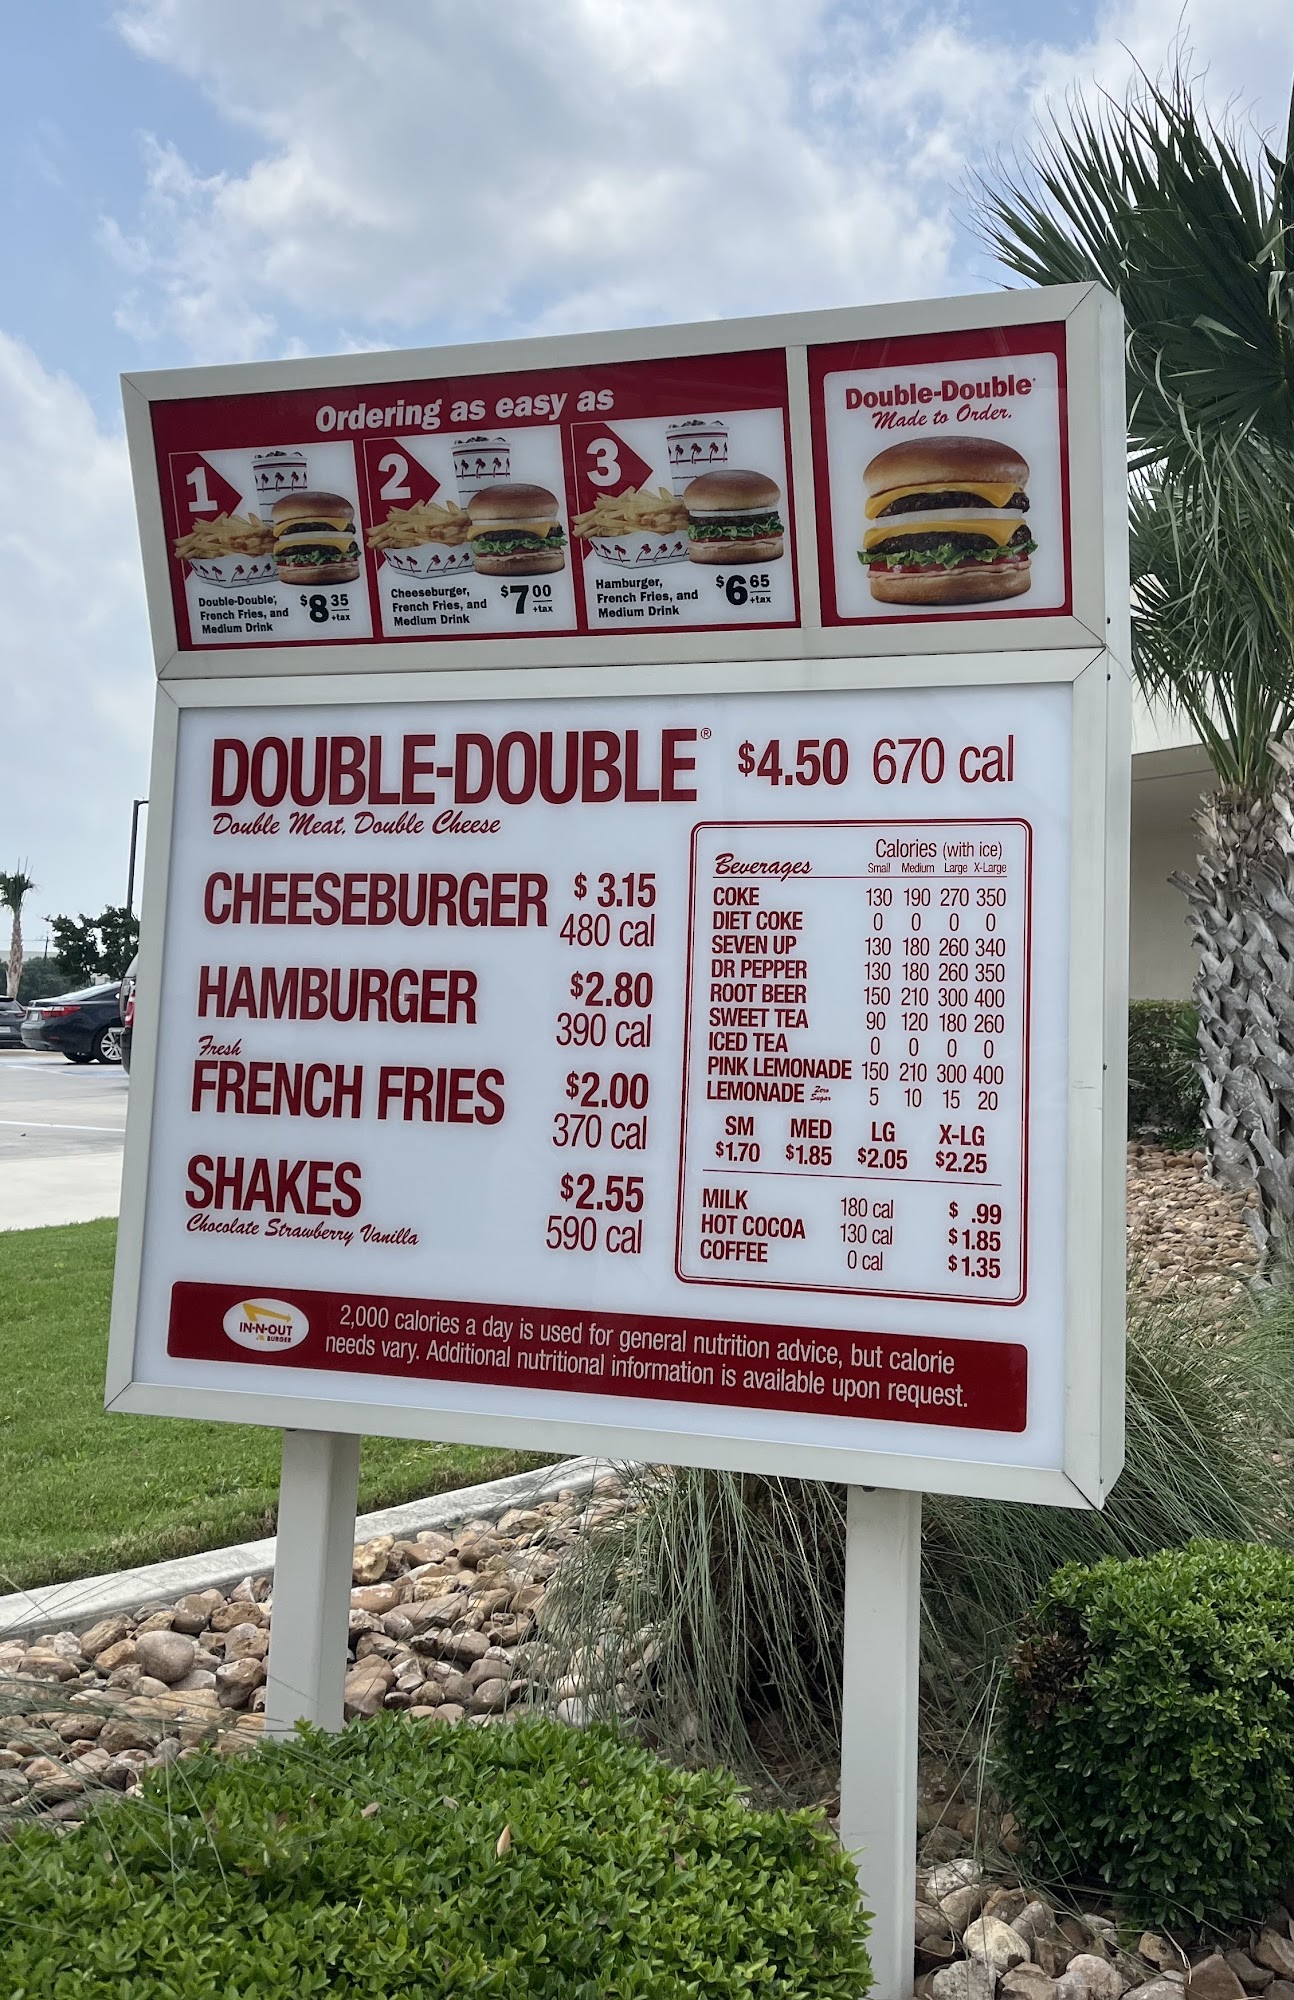 Ordering as easy as
1
Double-Double®,
French Fries, and
Medium Drink
$8 35 +tax
2
Cheeseburger,
French Fries, and
Medium Drink
$7 00 +tax
3
Hamburger,
French Fries, and
Medium Drink
$6 65 +tax
Double-Double®
Made to Order.
DOUBLE-DOUBLE® $4.50 670 cal
Double Meat, Double Cheese
CHEESEBURGER $ 3.15
480 cal
HAMBURGER $2.80
390 cal
Fresh
FRENCH FRIES $2.00
370 cal
SHAKES $2.55
Chocolate Strawberry Vanilla 590 cal
Beverages Calories (with ice)
Small Medium Large X-Large
COKE 130 190 270 350
DIET COKE 0 0 0 0
SEVEN UP 130 180 260 340
DR PEPPER 130 180 260 350
ROOT BEER 150 210 300 400
SWEET TEA 90 120 180 260
ICED TEA 0 0 0 0
PINK LEMONADE 150 210 300 400
LEMONADE Zero Sugar 5 10 15 20
SM MED LG X-LG
$1.70 $1.85 $2.05 $2.25
MILK 180 cal $ .99
HOT COCOA 130 cal $1.85
COFFEE 0 cal $1.35
IN-N-OUT
BURGER
2,000 calories a day is used for general nutrition advice, but calorie
needs vary. Additional nutritional information is available upon request.